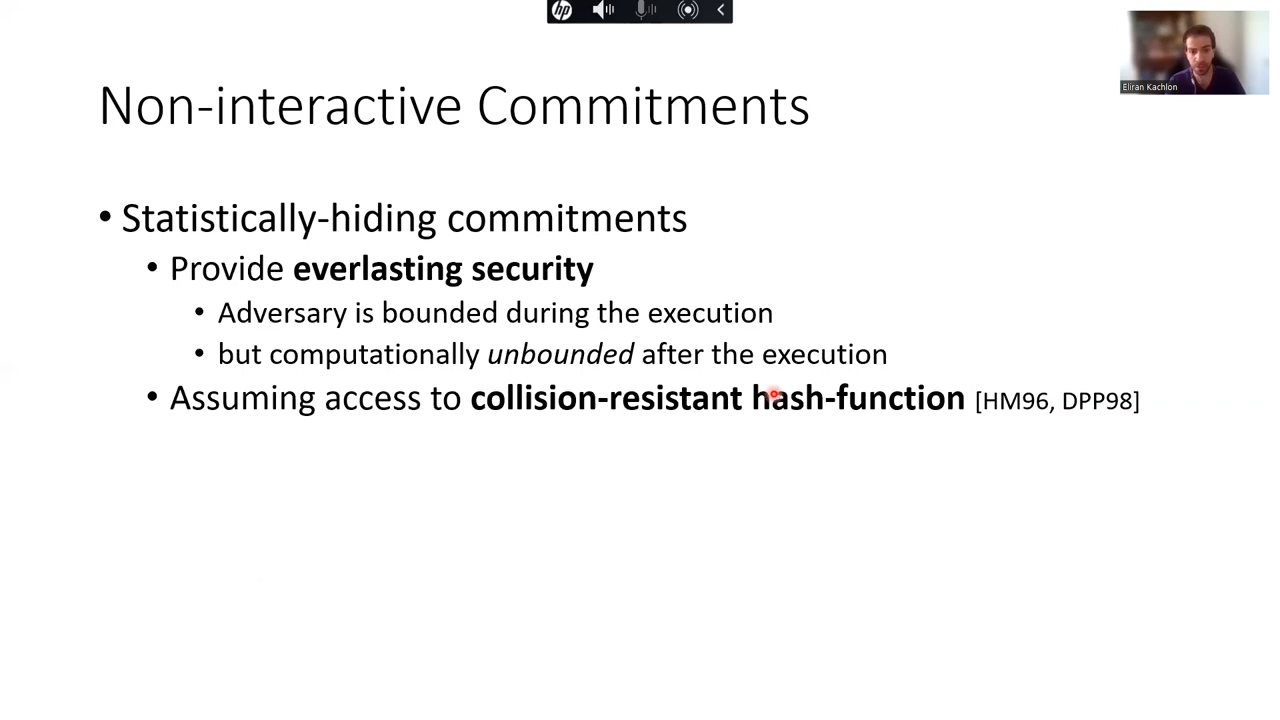 hp
Eliran Kachlon
Non-interactive Commitments
• Statistically-hiding commitments
• Provide everlasting security
• Adversary is bounded during the execution
• but computationally unbounded after the execution
• Assuming access to collision-resistant hash-function [HM96, DPP98]